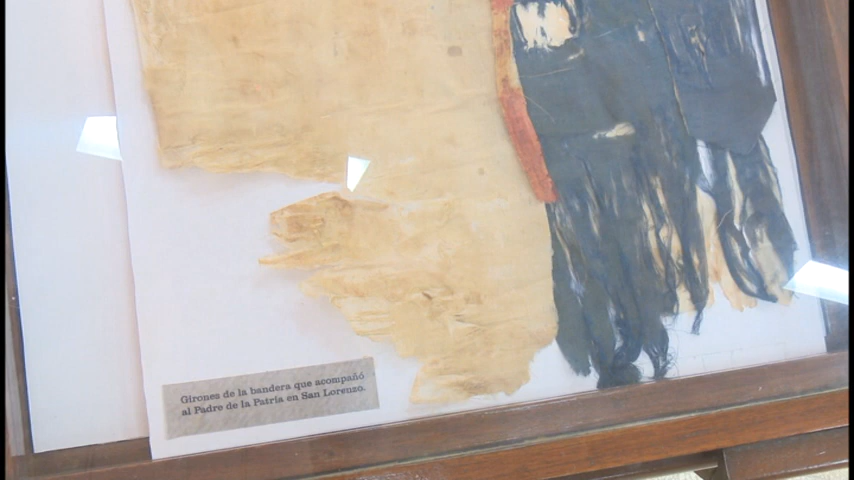 Girones de la bandera que acompañó
al Padre de la Patria en San Lorenzo.